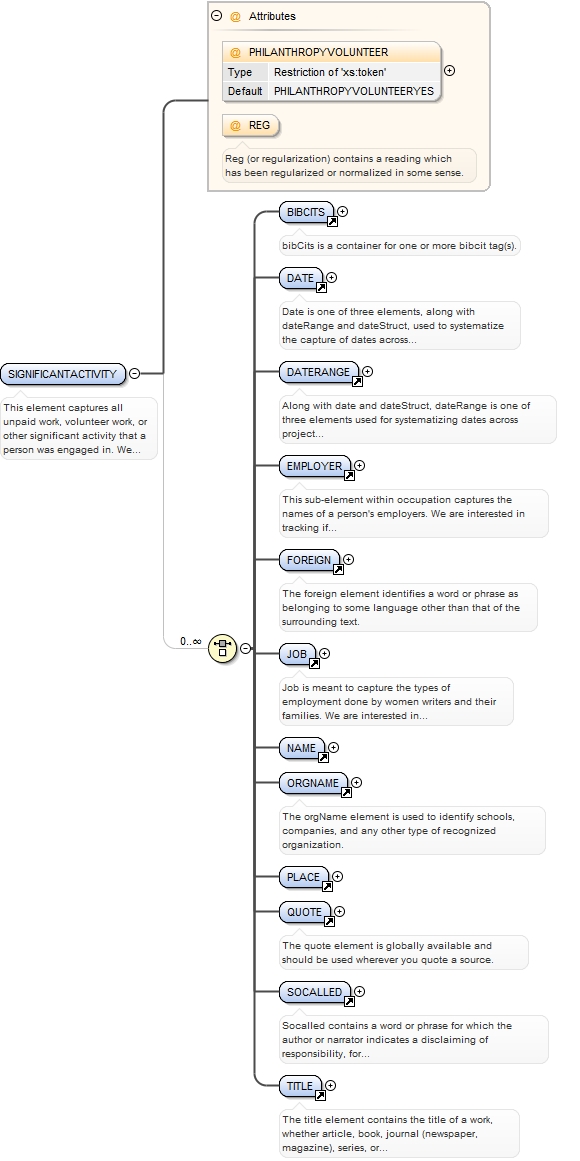 @ Attributes
@ PHILANTHROPYVOLUNTEER
Type Restriction of 'xs:token'
Default PHILANTHROPYVOLUNTEERYES
@ REG
Reg (or regularization) contains a reading which
has been regularized or normalized in some sense.
BIBCITS
bibCits is a container for one or more bibcit tag(s).
DATE
Date is one of three elements, along with
dateRange and dateStruct, used to systematize
the capture of dates across...
SIGNIFICANTACTIVITY
This element captures all
unpaid work, volunteer work, or
other significant activity that a
person was engaged in. We...
DATERANGE
Along with date and dateStruct, dateRange is one of
three elements used for systematizing dates across
project...
EMPLOYER
This sub-element within occupation captures the
names of a person's employers. We are interested in
tracking if...
FOREIGN
The foreign element identifies a word or phrase as
belonging to some language other than that of the
surrounding text.
0..∞
JOB
Job is meant to capture the types of
employment done by women writers and their
families. We are interested in...
NAME
ORGNAME
The orgName element is used to identify schools,
companies, and any other type of recognized
organization.
PLACE
QUOTE
The quote element is globally available and
should be used wherever you quote a source.
SOCALLED
Socalled contains a word or phrase for which the
author or narrator indicates a disclaiming of
responsibility, for...
TITLE
The title element contains the title of a work,
whether article, book, journal (newspaper,
magazine), series, or...